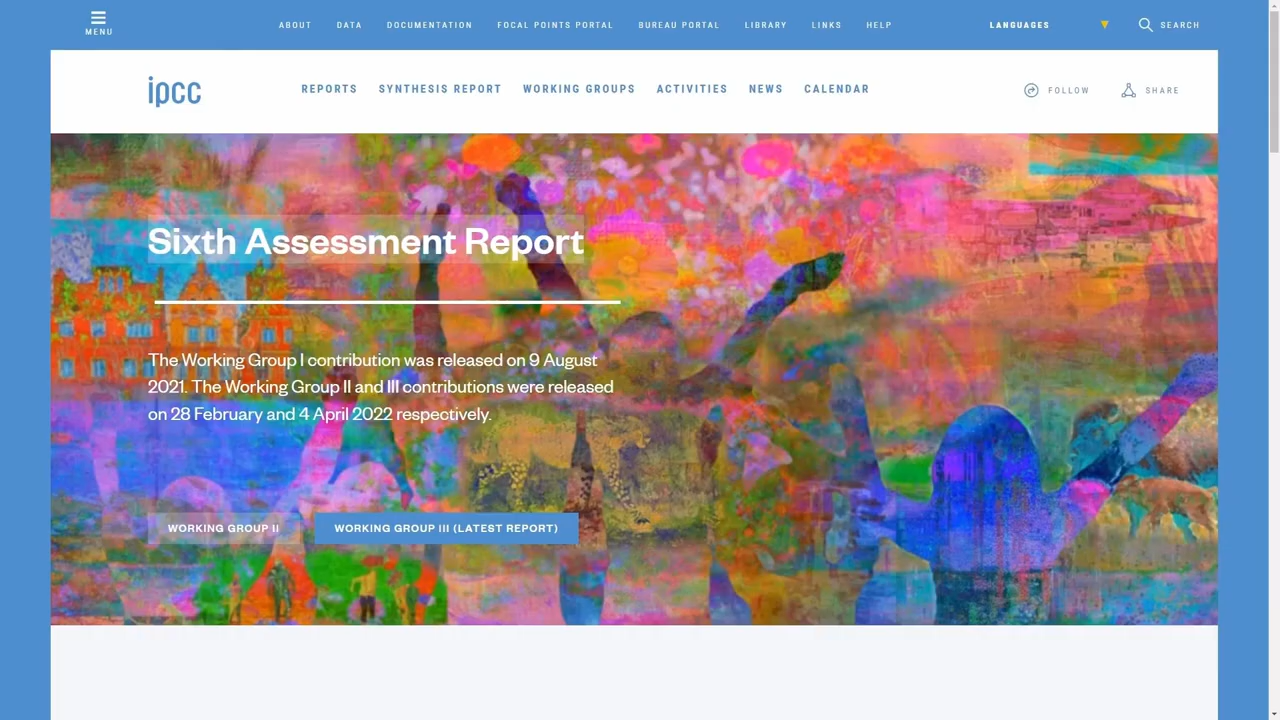 MENU
ABOUT DATA DOCUMENTATION FOCAL POINTS PORTAL BUREAU PORTAL LIBRARY LINKS HELP
LANGUAGES
SEARCH
ipcc
REPORTS SYNTHESIS REPORT WORKING GROUPS ACTIVITIES NEWS CALENDAR
FOLLOW
SHARE
Sixth Assessment Report
The Working Group I contribution was released on 9 August
2021. The Working Group II and III contributions were released
on 28 February and 4 April 2022 respectively.
WORKING GROUP II
WORKING GROUP III (LATEST REPORT)